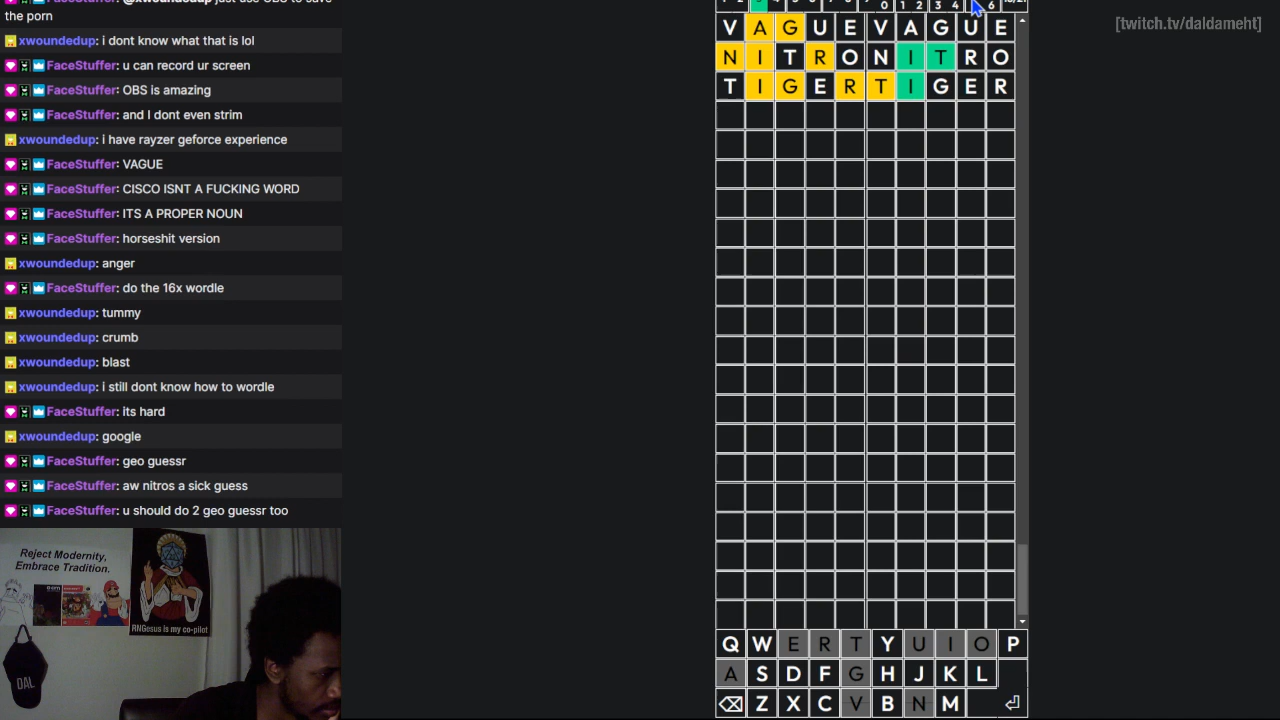 the porn
xwoundedup: i dont know what that is lol
FaceStuffer: u can record ur screen
FaceStuffer: OBS is amazing
FaceStuffer: and I dont even strim
xwoundedup: i have rayzer geforce experience
FaceStuffer: VAGUE
FaceStuffer: CISCO ISNT A FUCKING WORD
FaceStuffer: ITS A PROPER NOUN
FaceStuffer: horseshit version
xwoundedup: anger
FaceStuffer: do the 16x wordle
xwoundedup: tummy
xwoundedup: crumb
xwoundedup: blast
xwoundedup: i still dont know how to wordle
FaceStuffer: its hard
xwoundedup: google
FaceStuffer: geo guessr
FaceStuffer: aw nitros a sick guess
FaceStuffer: u should do 2 geo guessr too
Reject Modernity,
Embrace Tradition.
RNGesus is my co-pilot
DAL
V A G U E V A G U E
N I T R O N I T R O
T I G E R T I G E R
Q W E R T Y U I O P
A S D F G H J K L
⌫ Z X C V B N M ⏎
[twitch.tv/daldameht]